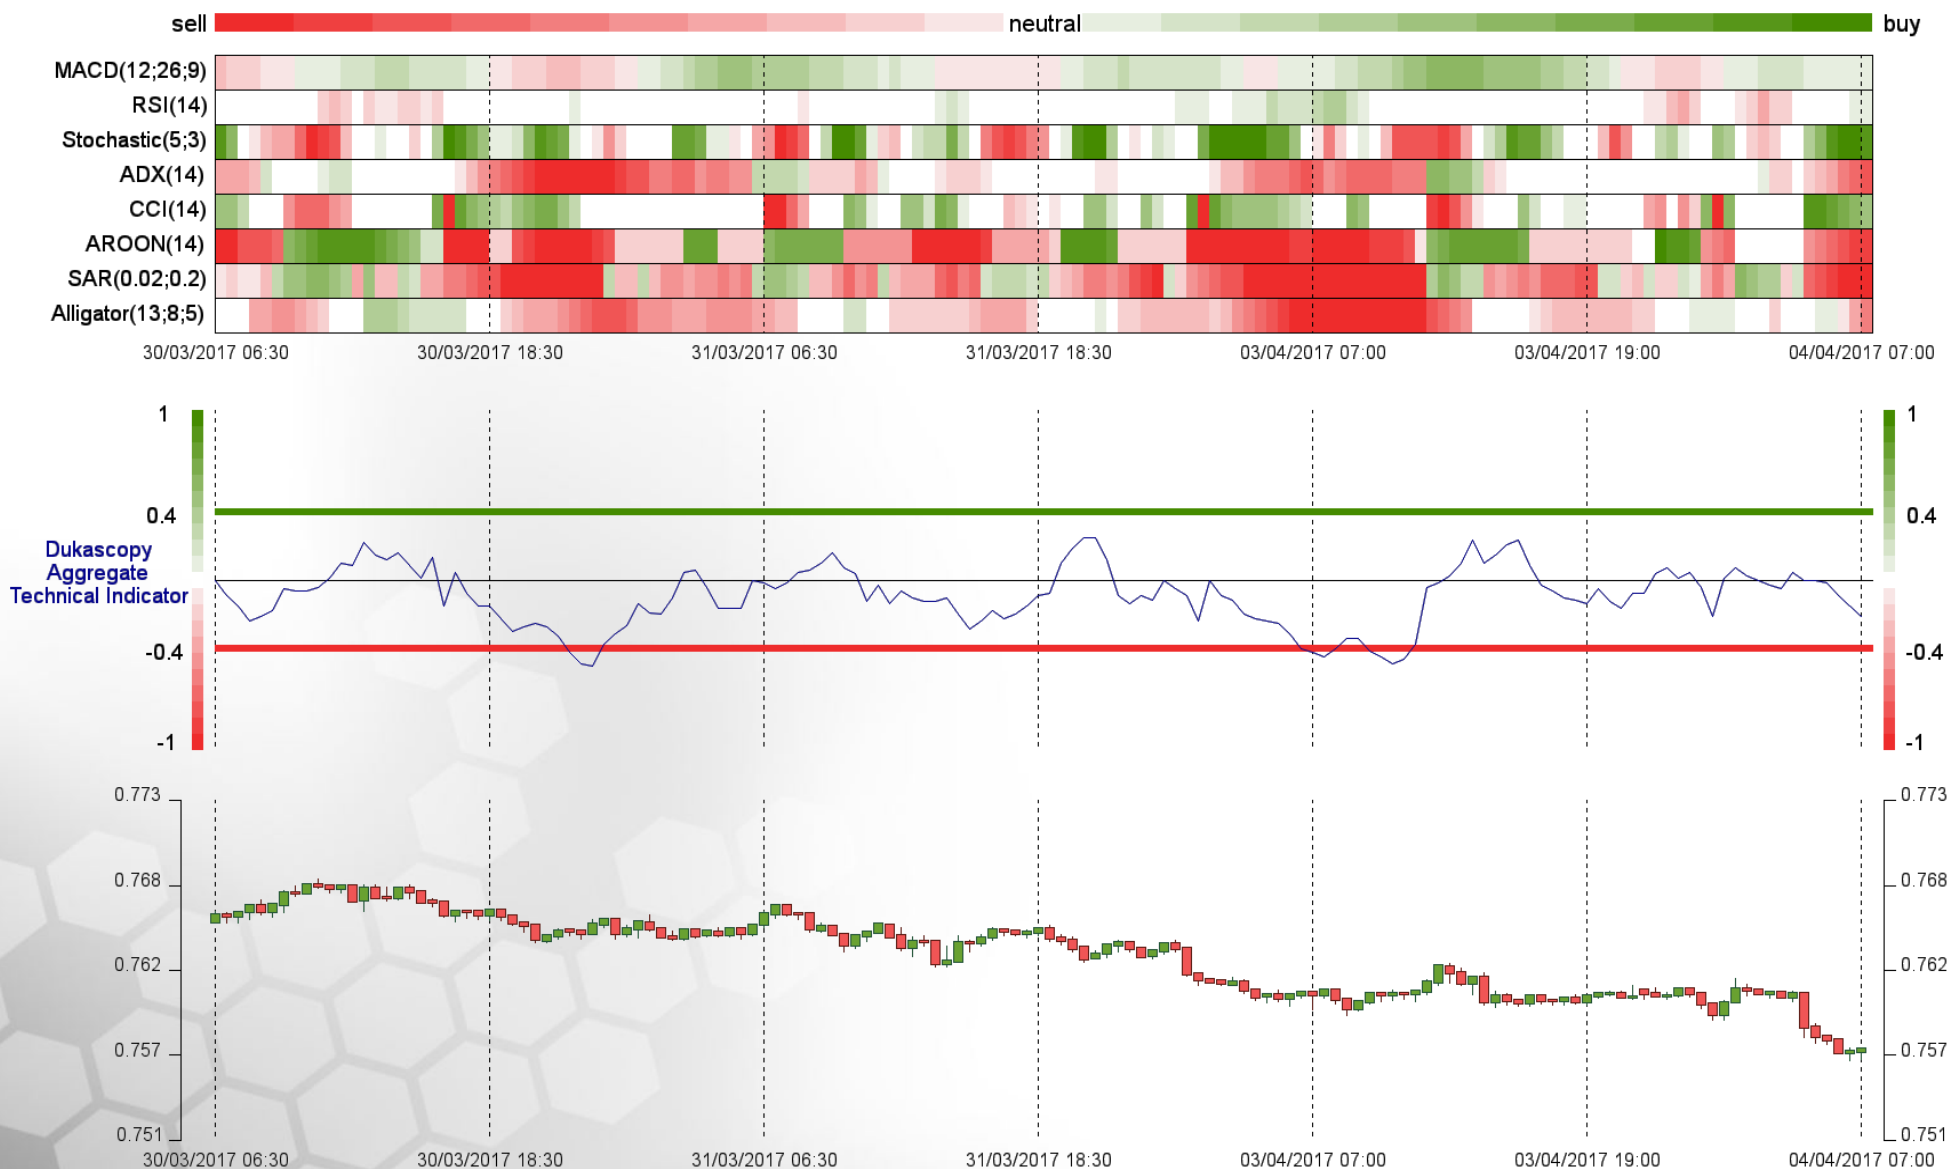 sell neutral buy
MACD(12;26;9)
RSI(14)
Stochastic(5;3)
ADX(14)
CCI(14)
AROON(14)
SAR(0.02;0.2)
Alligator(13;8;5)
30/03/2017 06:30 30/03/2017 18:30 31/03/2017 06:30 31/03/2017 18:30 03/04/2017 07:00 03/04/2017 19:00 04/04/2017 07:00
1 1
0.4 0.4
Dukascopy
Aggregate
Technical Indicator
-0.4 -0.4
-1 -1
0.773 0.773
0.768 0.768
0.762 0.762
0.757 0.757
0.751 0.751
30/03/2017 06:30 30/03/2017 18:30 31/03/2017 06:30 31/03/2017 18:30 03/04/2017 07:00 03/04/2017 19:00 04/04/2017 07:00